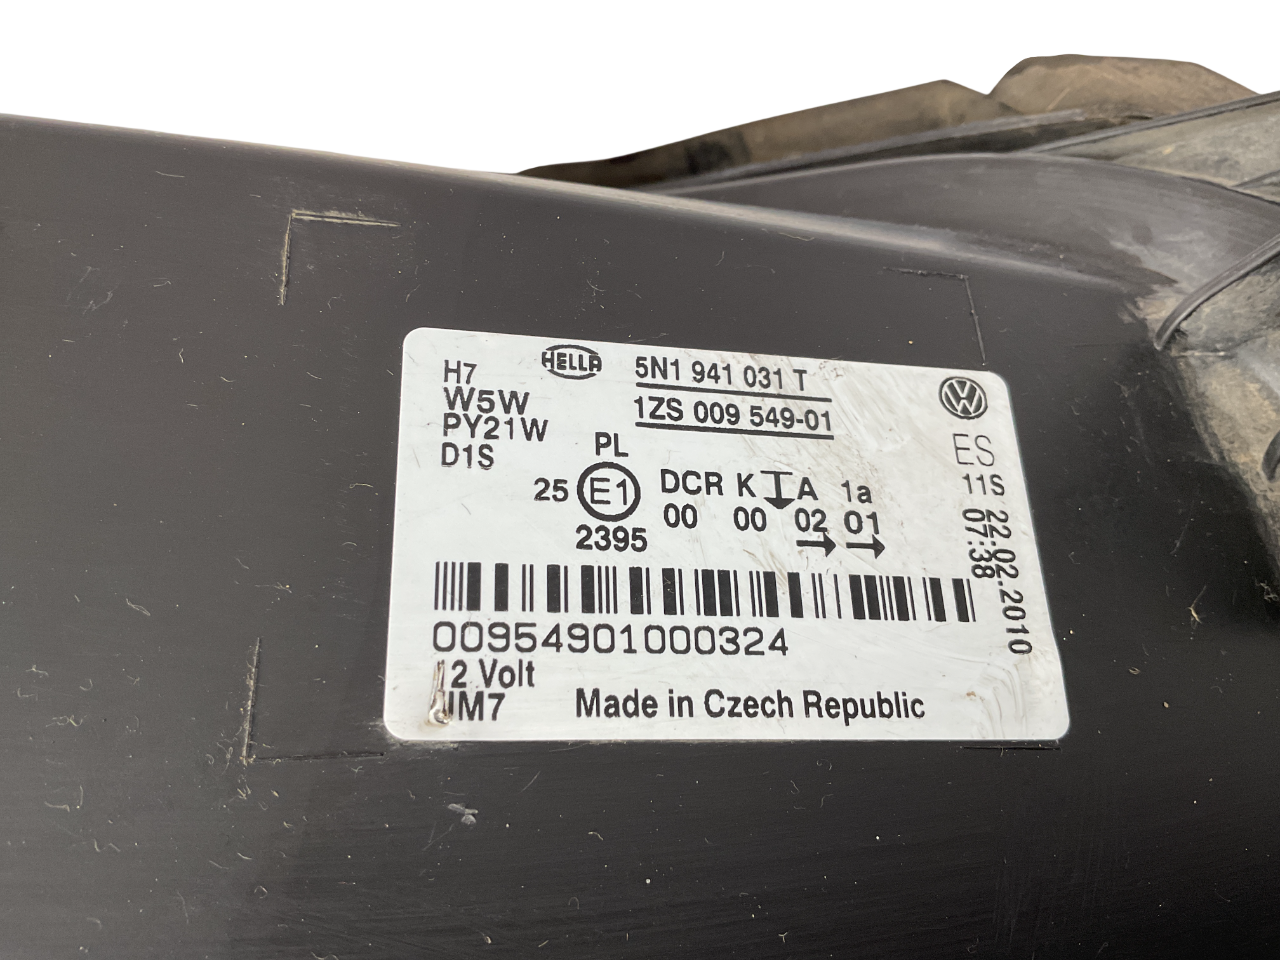 H7
W5W
PY21W
D1S
HELLA
5N1 941 031 T
1ZS 009 549-01
PL
25 E1
2395
DCR K A 1a
00 00 02 01
ES
11S 22.02.2010
07:38
00954901000324
12 Volt
Made in Czech Republic